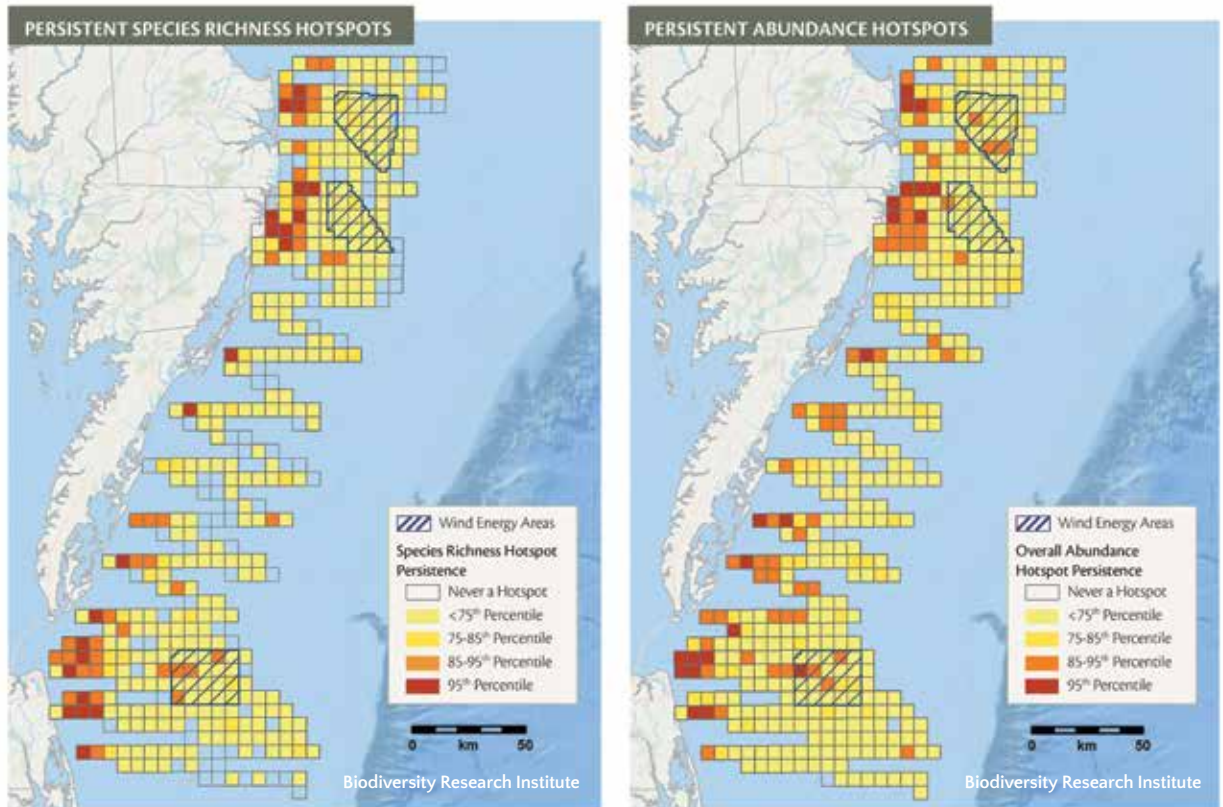 PERSISTENT SPECIES RICHNESS HOTSPOTS
Wind Energy Areas
Species Richness Hotspot
Persistence
Never a Hotspot
<75th Percentile
75-85th Percentile
85-95th Percentile
95th Percentile
0 50
km
Biodiversity Research Institute
PERSISTENT ABUNDANCE HOTSPOTS
Wind Energy Areas
Overall Abundance
Hotspot Persistence
Never a Hotspot
<75th Percentile
75-85th Percentile
85-95th Percentile
95th Percentile
0 50
km
Biodiversity Research Institute